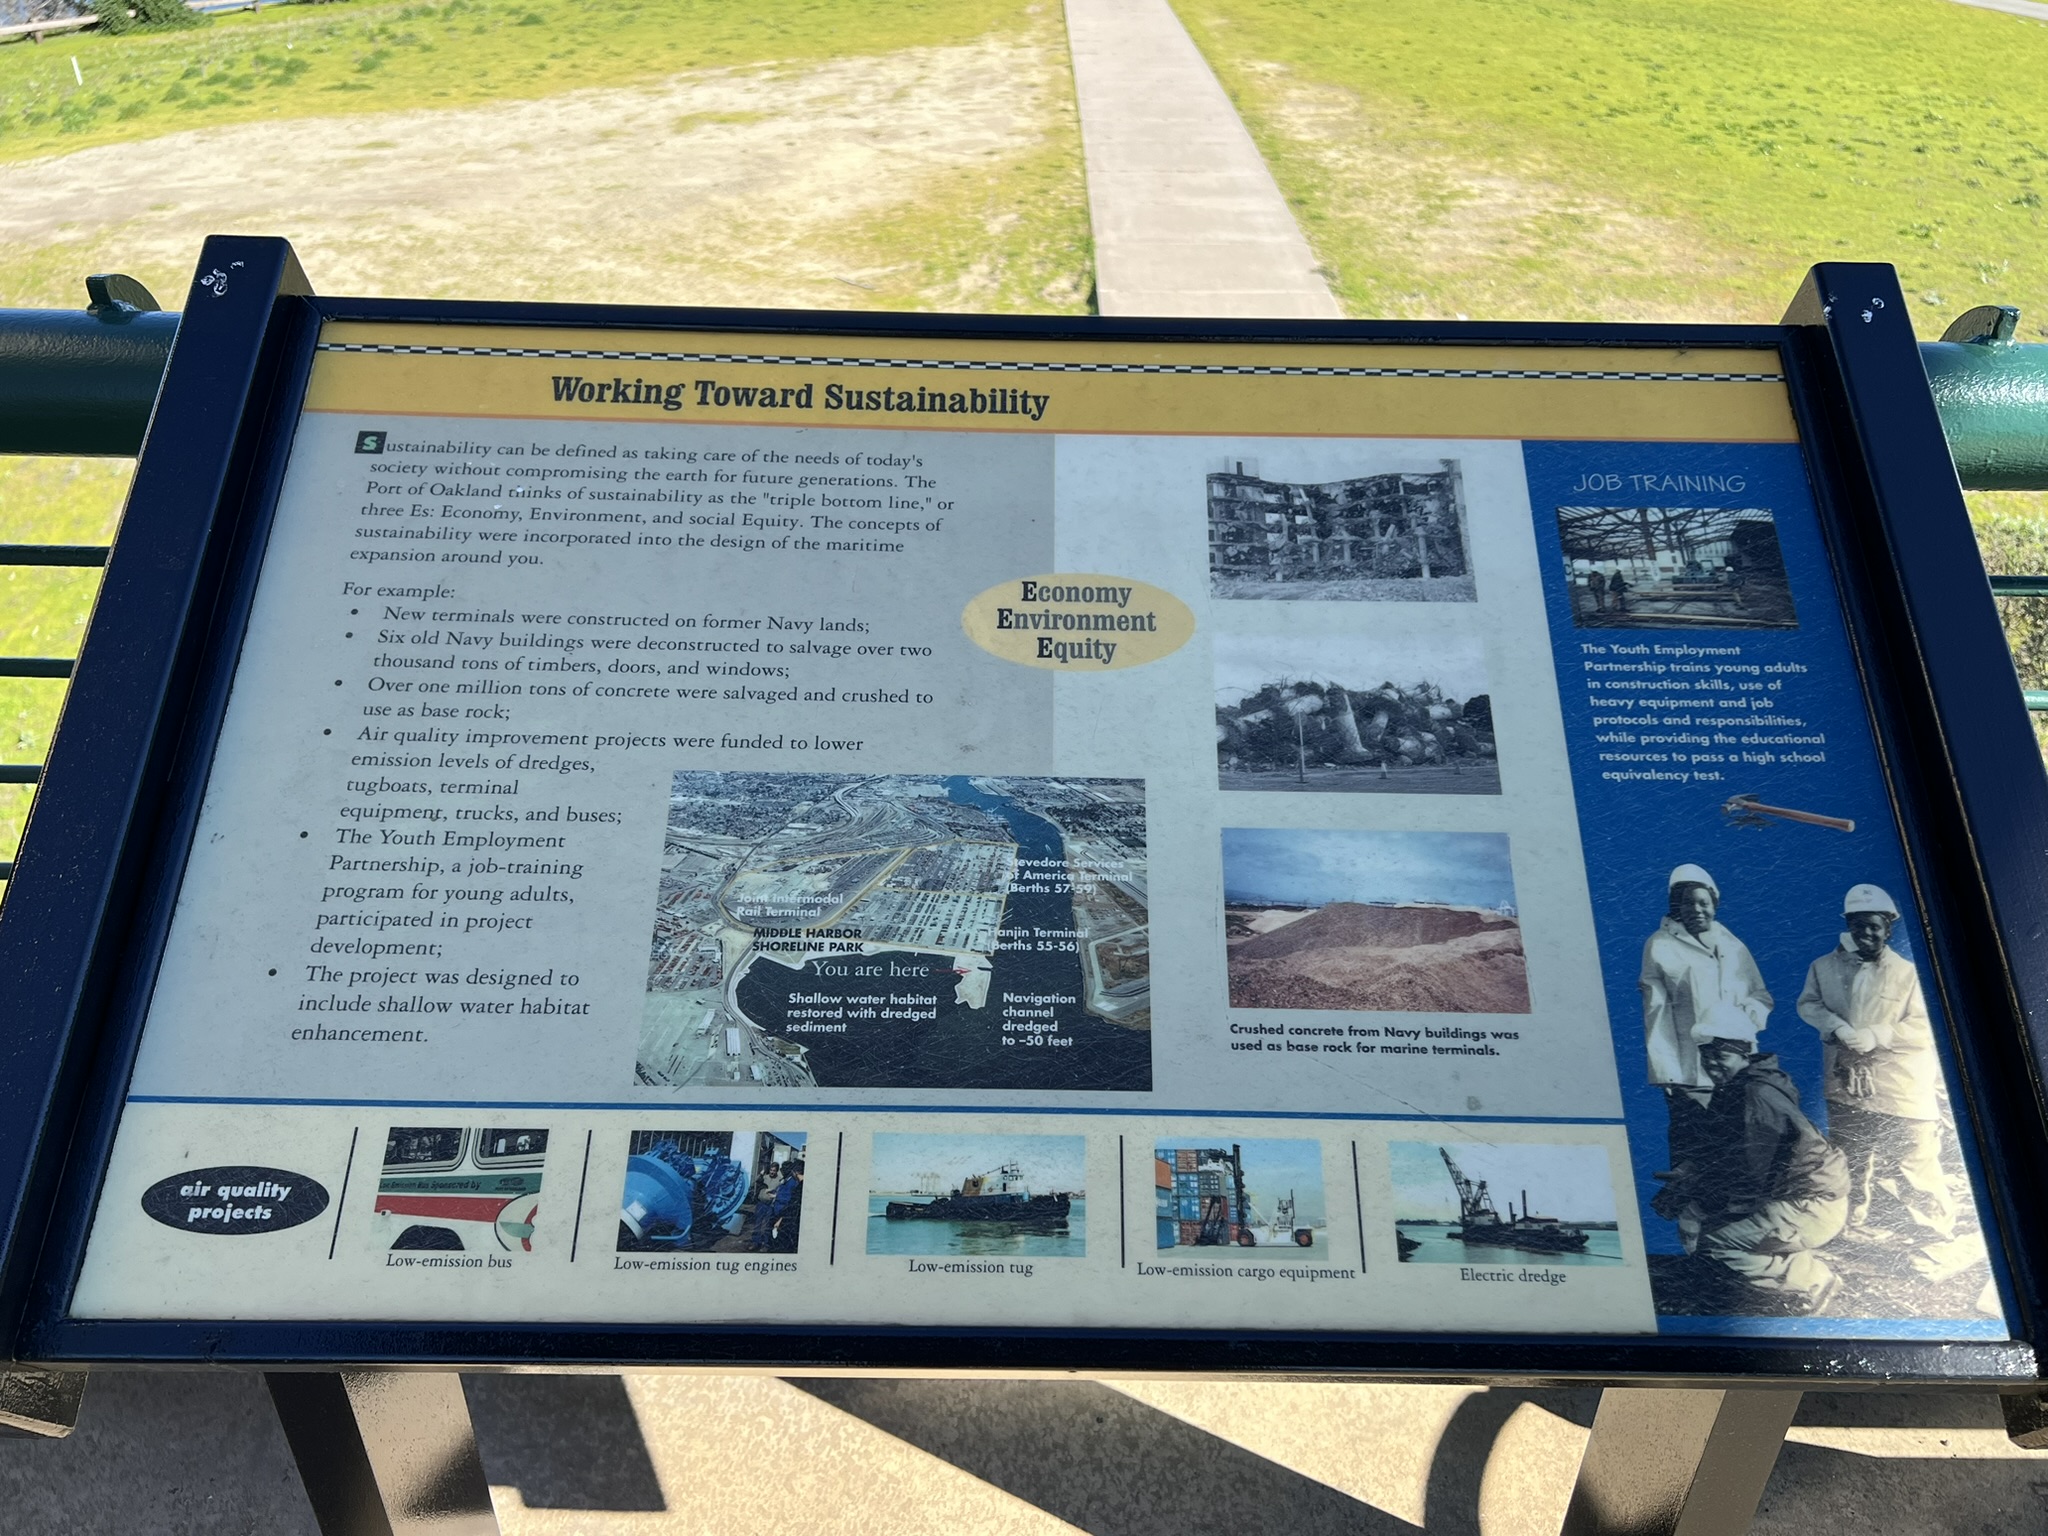 Working Toward Sustainability
Sustainability can be defined as taking care of the needs of today's
society without compromising the earth for future generations. The
Port of Oakland thinks of sustainability as the "triple bottom line," or
three Es: Economy, Environment, and social Equity. The concepts of
sustainability were incorporated into the design of the maritime
expansion around you.
For example:
• New terminals were constructed on former Navy lands;
• Six old Navy buildings were deconstructed to salvage over two
thousand tons of timbers, doors, and windows;
• Over one million tons of concrete were salvaged and crushed to
use as base rock;
• Air quality improvement projects were funded to lower
emission levels of dredges,
tugboats, terminal
equipment, trucks, and buses;
• The Youth Employment
Partnership, a job-training
program for young adults,
participated in project
development;
• The project was designed to
include shallow water habitat
enhancement.
Economy
Environment
Equity
Stevedore Services
of America Terminal
(Berths 57-59)
Joint Intermodal
Rail Terminal
MIDDLE HARBOR
SHORELINE PARK
Hanjin Terminal
(Berths 55-56)
You are here
Shallow water habitat
restored with dredged
sediment
Navigation
channel
dredged
to –50 feet
Crushed concrete from Navy buildings was
used as base rock for marine terminals.
JOB TRAINING
The Youth Employment
Partnership trains young adults
in construction skills, use of
heavy equipment and job
protocols and responsibilities,
while providing the educational
resources to pass a high school
equivalency test.
air quality
projects
Emission Bus Sponsored by
Low-emission bus
Low-emission tug engines
Low-emission tug
Low-emission cargo equipment
Electric dredge